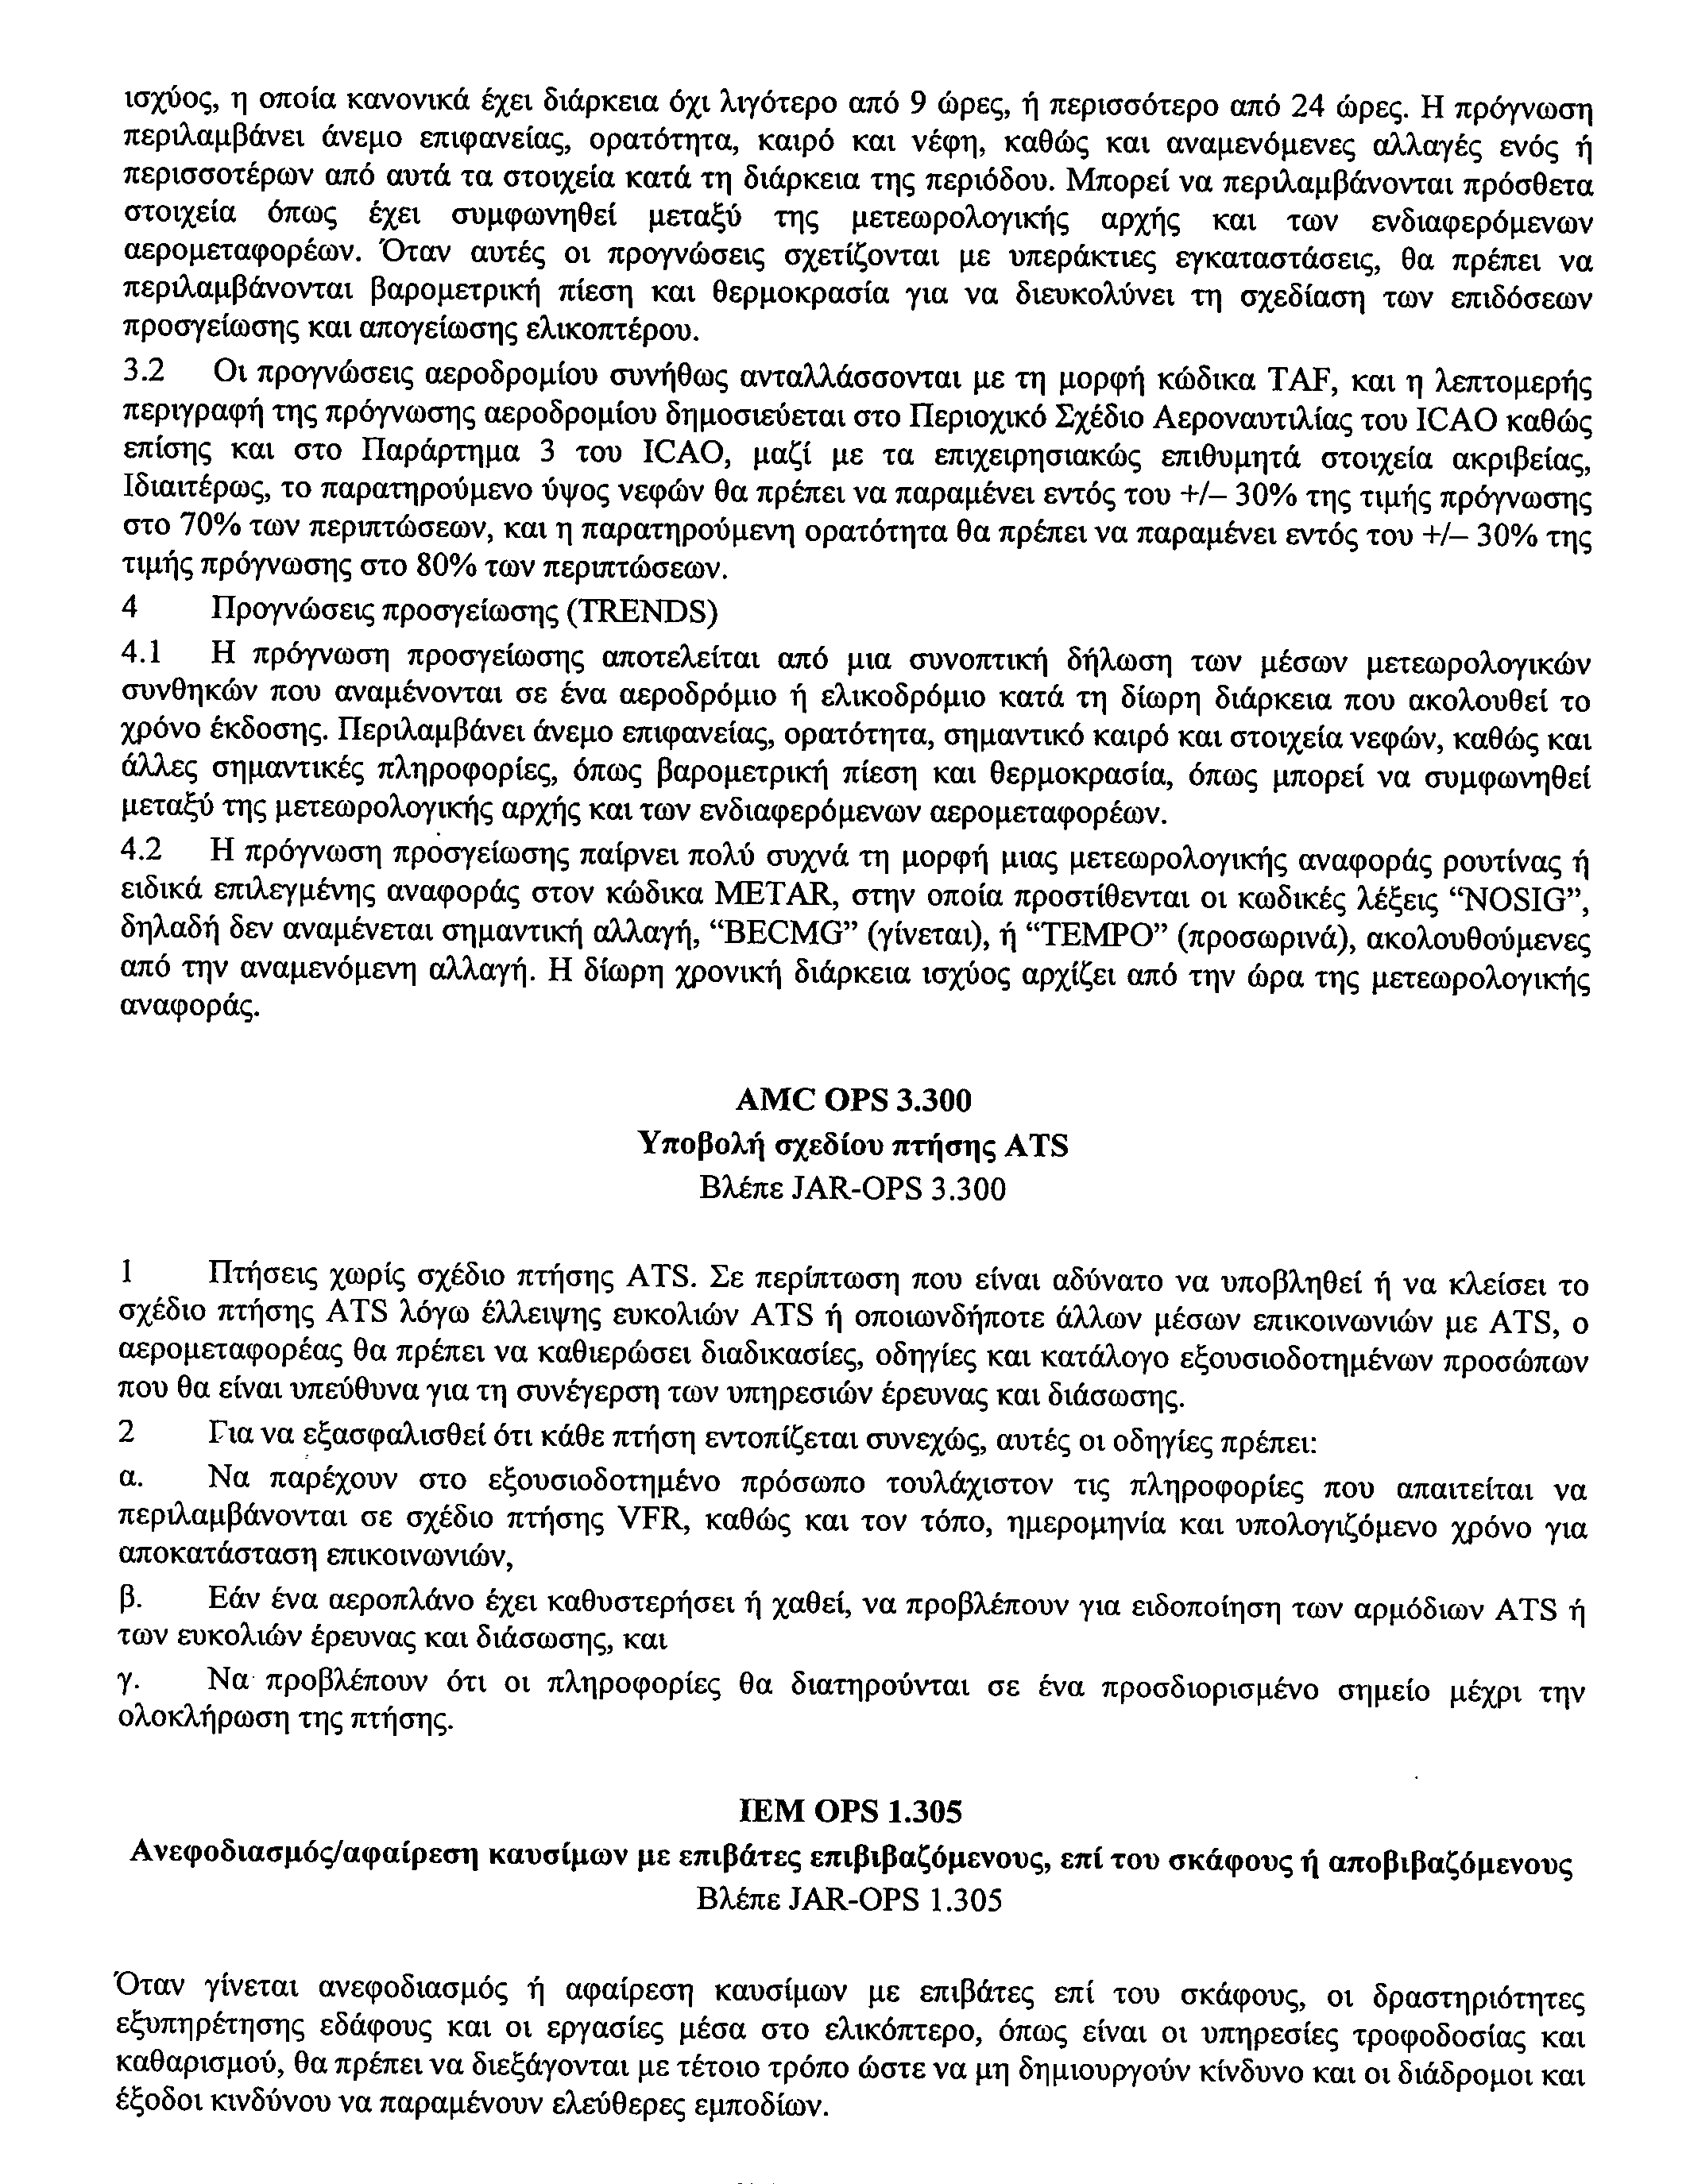 ισχύος, η οποία κανονικά έχει διάρκεια όχι λιγότερο από 9 ώρες, ή περισσότερο από 24 ώρες. Η πρόγνωση
περιλαμβάνει άνεμο επιφανείας, ορατότητα, καιρό και νέφη, καθώς και αναμενόμενες αλλαγές ενός ή
περισσοτέρων από αυτά τα στοιχεία κατά τη διάρκεια της περιόδου. Μπορεί να περιλαμβάνονται πρόσθετα
στοιχεία όπως έχει συμφωνηθεί μεταξύ της μετεωρολογικής αρχής και των ενδιαφερόμενων
αερομεταφορέων. Όταν αυτές οι προγνώσεις σχετίζονται με υπεράκτιες εγκαταστάσεις, θα πρέπει να
περιλαμβάνονται βαρομετρική πίεση και θερμοκρασία για να διευκολύνει τη σχεδίαση των επιδόσεων
προσγείωσης και απογείωσης ελικοπτέρου.
3.2 Οι προγνώσεις αεροδρομίου συνήθως ανταλλάσσονται με τη μορφή κώδικα TAF, και η λεπτομερής
περιγραφή της πρόγνωσης αεροδρομίου δημοσιεύεται στο Περιοχικό Σχέδιο Αεροναυτιλίας του ICAO καθώς
επίσης και στο Παράρτημα 3 του ICAO, μαζί με τα επιχειρησιακώς επιθυμητά στοιχεία ακριβείας,
Ιδιαιτέρως, το παρατηρούμενο ύψος νεφών θα πρέπει να παραμένει εντός του +/– 30% της τιμής πρόγνωσης
στο 70% των περιπτώσεων, και η παρατηρούμενη ορατότητα θα πρέπει να παραμένει εντός του +/– 30% της
τιμής πρόγνωσης στο 80% των περιπτώσεων.
4 Προγνώσεις προσγείωσης (TRENDS)
4.1 Η πρόγνωση προσγείωσης αποτελείται από μια συνοπτική δήλωση των μέσων μετεωρολογικών
συνθηκών που αναμένονται σε ένα αεροδρόμιο ή ελικοδρόμιο κατά τη δίωρη διάρκεια που ακολουθεί το
χρόνο έκδοσης. Περιλαμβάνει άνεμο επιφανείας, ορατότητα, σημαντικό καιρό και στοιχεία νεφών, καθώς και
άλλες σημαντικές πληροφορίες, όπως βαρομετρική πίεση και θερμοκρασία, όπως μπορεί να συμφωνηθεί
μεταξύ της μετεωρολογικής αρχής και των ενδιαφερόμενων αερομεταφορέων.
4.2 Η πρόγνωση προσγείωσης παίρνει πολύ συχνά τη μορφή μιας μετεωρολογικής αναφοράς ρουτίνας ή
ειδικά επιλεγμένης αναφοράς στον κώδικα METAR, στην οποία προστίθενται οι κωδικές λέξεις “NOSIG”,
δηλαδή δεν αναμένεται σημαντική αλλαγή, “BECMG” (γίνεται), ή “TEMPO” (προσωρινά), ακολουθούμενες
από την αναμενόμενη αλλαγή. Η δίωρη χρονική διάρκεια ισχύος αρχίζει από την ώρα της μετεωρολογικής
αναφοράς.
AMC OPS 3.300
Υποβολή σχεδίου πτήσης ATS
Βλέπε JAR-OPS 3.300
1 Πτήσεις χωρίς σχέδιο πτήσης ATS. Σε περίπτωση που είναι αδύνατο να υποβληθεί ή να κλείσει το
σχέδιο πτήσης ATS λόγω έλλειψης ευκολιών ATS ή οποιωνδήποτε άλλων μέσων επικοινωνιών με ATS, ο
αερομεταφορέας θα πρέπει να καθιερώσει διαδικασίες, οδηγίες και κατάλογο εξουσιοδοτημένων προσώπων
που θα είναι υπεύθυνα για τη συνέγερση των υπηρεσιών έρευνας και διάσωσης.
2 Για να εξασφαλισθεί ότι κάθε πτήση εντοπίζεται συνεχώς, αυτές οι οδηγίες πρέπει:
α. Να παρέχουν στο εξουσιοδοτημένο πρόσωπο τουλάχιστον τις πληροφορίες που απαιτείται να
περιλαμβάνονται σε σχέδιο πτήσης VFR, καθώς και τον τόπο, ημερομηνία και υπολογιζόμενο χρόνο για
αποκατάσταση επικοινωνιών,
β. Εάν ένα αεροπλάνο έχει καθυστερήσει ή χαθεί, να προβλέπουν για ειδοποίηση των αρμόδιων ATS ή
των ευκολιών έρευνας και διάσωσης, και
γ. Να προβλέπουν ότι οι πληροφορίες θα διατηρούνται σε ένα προσδιορισμένο σημείο μέχρι την
ολοκλήρωση της πτήσης.
IEM OPS 1.305
Ανεφοδιασμός/αφαίρεση καυσίμων με επιβάτες επιβιβαζόμενους, επί του σκάφους ή αποβιβαζόμενους
Βλέπε JAR-OPS 1.305
Όταν γίνεται ανεφοδιασμός ή αφαίρεση καυσίμων με επιβάτες επί του σκάφους, οι δραστηριότητες
εξυπηρέτησης εδάφους και οι εργασίες μέσα στο ελικόπτερο, όπως είναι οι υπηρεσίες τροφοδοσίας και
καθαρισμού, θα πρέπει να διεξάγονται με τέτοιο τρόπο ώστε να μη δημιουργούν κίνδυνο και οι διάδρομοι και
έξοδοι κινδύνου να παραμένουν ελεύθερες εμποδίων.